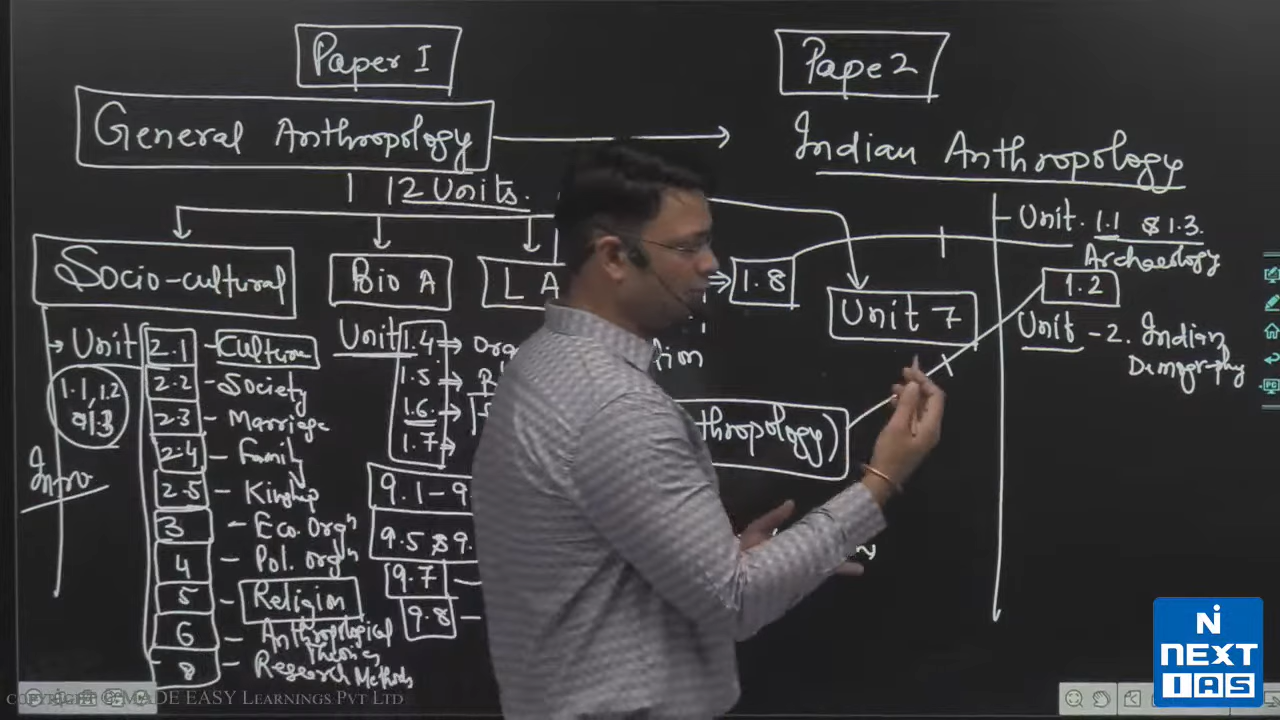 Paper I
Pape 2
General Anthropology
Indian Anthropology
12 Units.
Socio-cultural
Bio A
L A
1.8
Unit 7
Unit. 1.1 & 1.3.
Archaeology
1.2
Unit -2. Indian
Demography
Unit
1.1, 1.2
&1.3
Intro
2.1 - Culture
2.2 - Society
2.3 - Marriage
2.4 - Family
2.5 - Kinship
3 - Eco. Orgn
4 - Pol. orgn
5 - Religion
6 - Anthropological
Theories
8 - Research Methods
Unit 1.4
1.5
1.6
1.7
9.1 - 9.
9.5 & 9.
9.7
9.8
thropology)
COPYRIGHT © MADE EASY LEARNINGS PVT LTD
NEXT
IAS